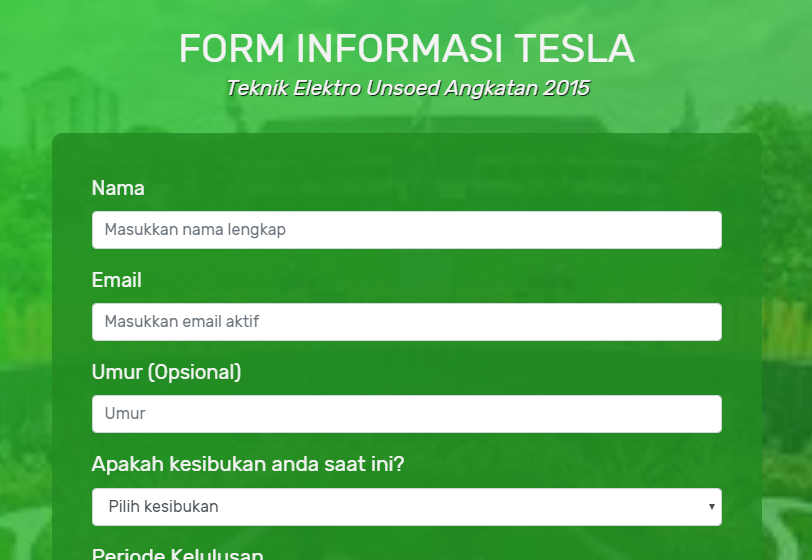 FORM INFORMASI TESLA
Teknik Elektro Unsoed Angkatan 2015
Nama
Masukkan nama lengkap
Email
Masukkan email aktif
Umur (Opsional)
Umur
Apakah kesibukan anda saat ini?
Pilih kesibukan
Periode Kelulusan